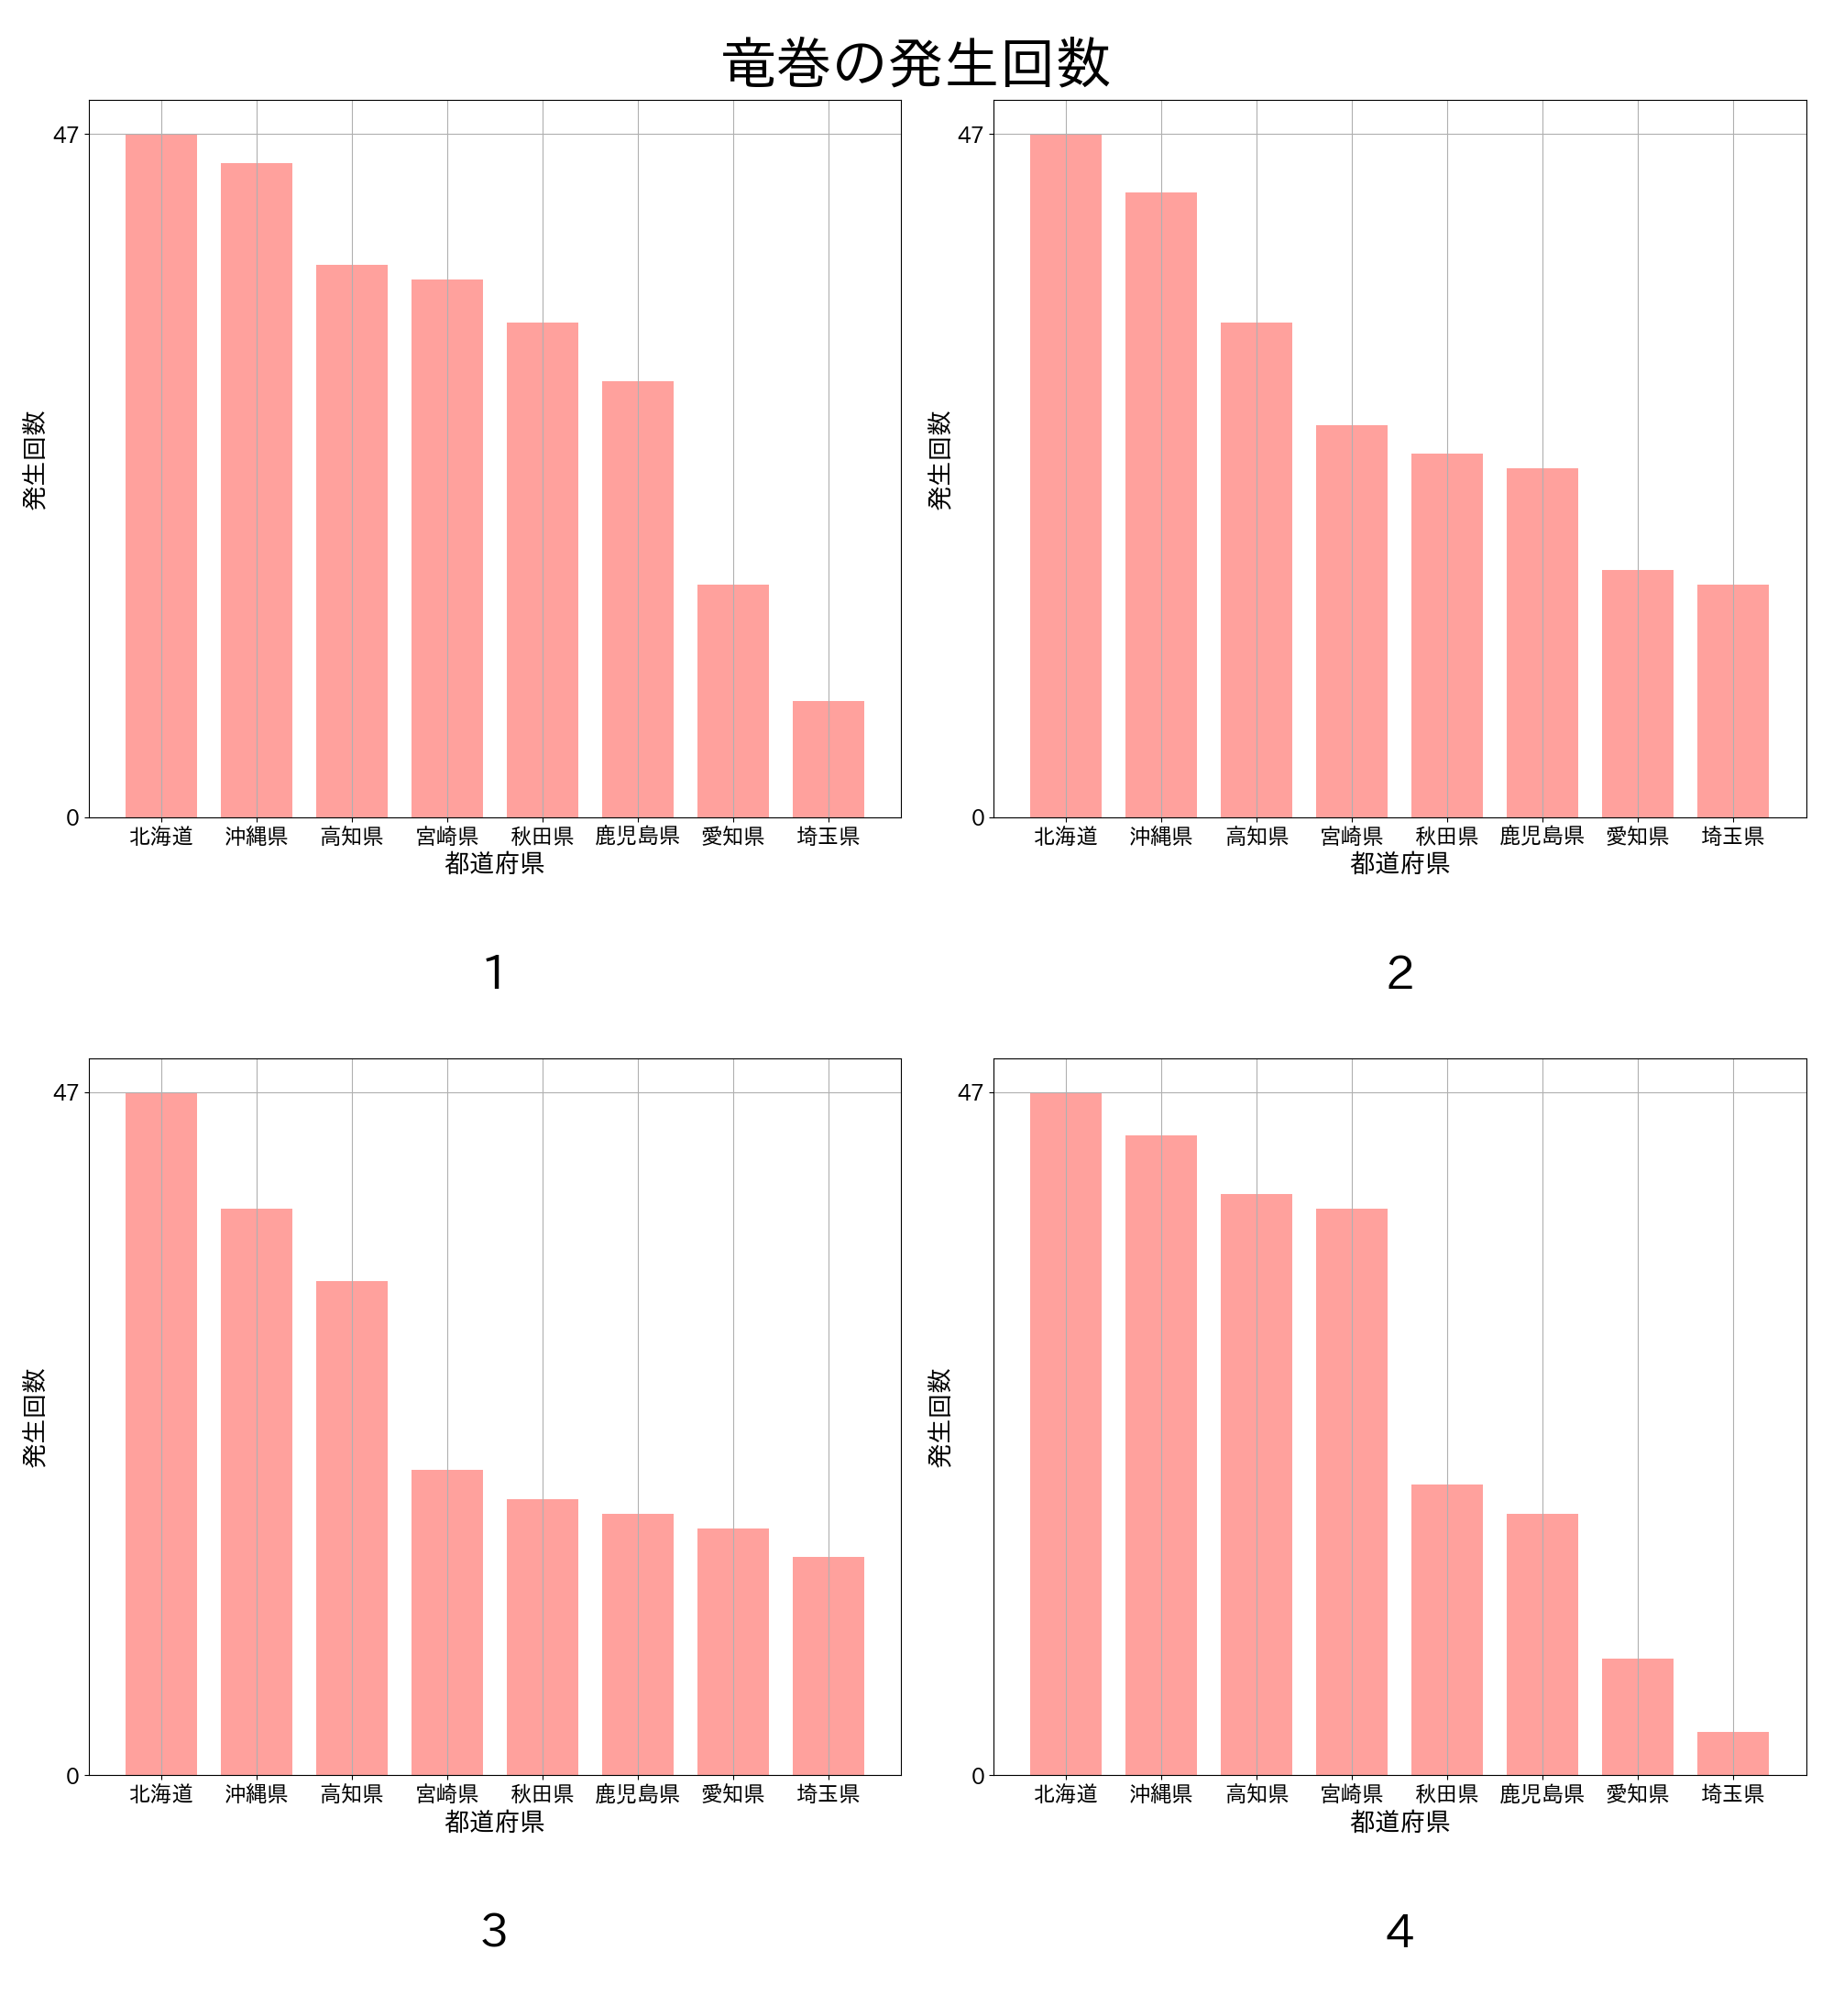 竜巻の発生回数
47
0
発生回数
北海道 沖縄県 高知県 宮崎県 秋田県 鹿児島県 愛知県 埼玉県
都道府県
1
47
0
発生回数
北海道 沖縄県 高知県 宮崎県 秋田県 鹿児島県 愛知県 埼玉県
都道府県
2
47
0
発生回数
北海道 沖縄県 高知県 宮崎県 秋田県 鹿児島県 愛知県 埼玉県
都道府県
3
47
0
発生回数
北海道 沖縄県 高知県 宮崎県 秋田県 鹿児島県 愛知県 埼玉県
都道府県
4